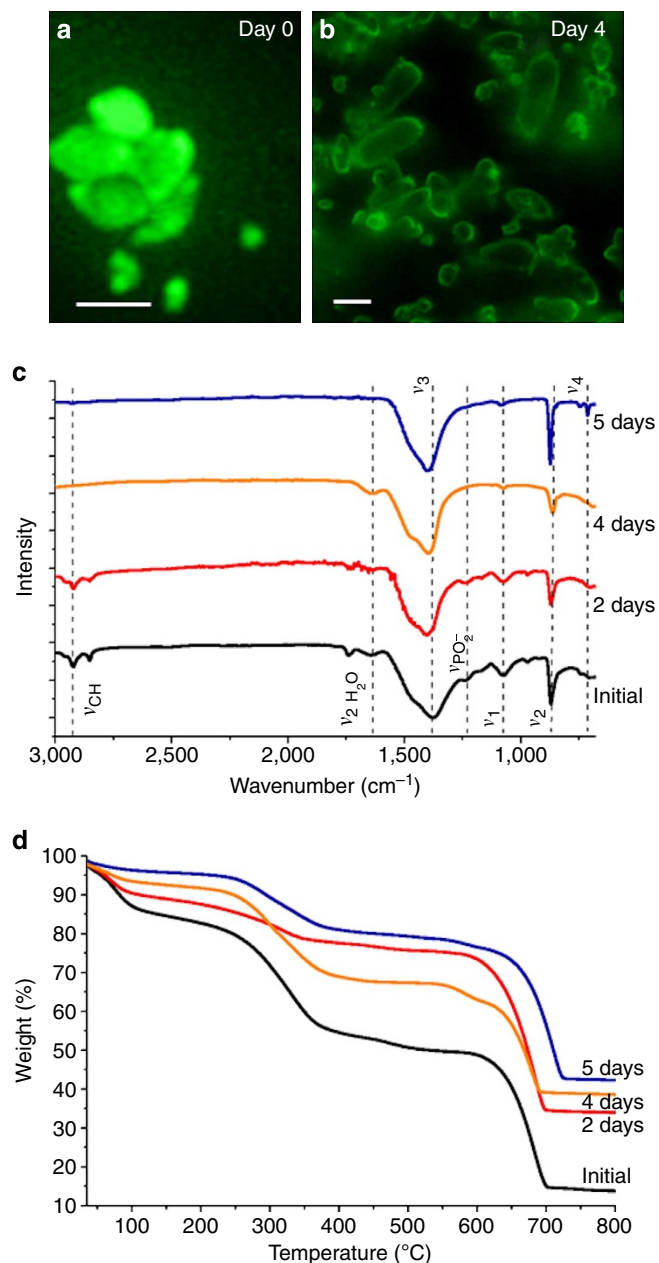 a Day 0
b Day 4
c
ν3
ν4
5 days
4 days
2 days
Initial
νCH
ν2 H2O
νPO2−
ν1
ν2
Intensity
3,000 2,500 2,000 1,500 1,000
Wavenumber (cm−1)
d
100
90
80
70
60
50
40
30
20
10
Weight (%)
5 days
4 days
2 days
Initial
100 200 300 400 500 600 700 800
Temperature (°C)